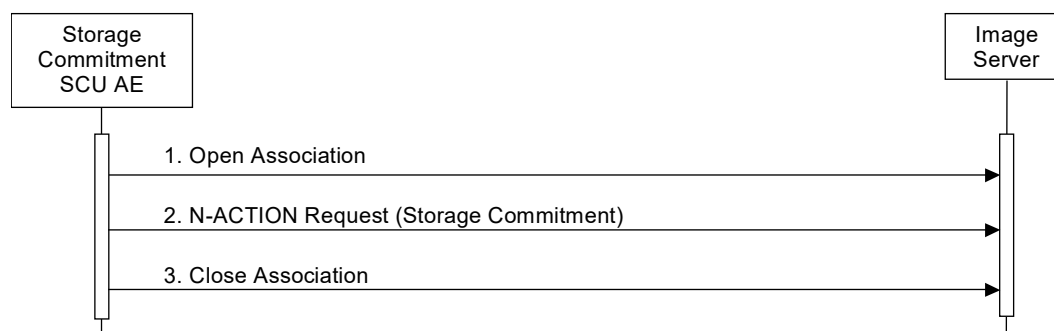 Storage
Commitment
SCU AE
Image
Server
1. Open Association
2. N-ACTION Request (Storage Commitment)
3. Close Association